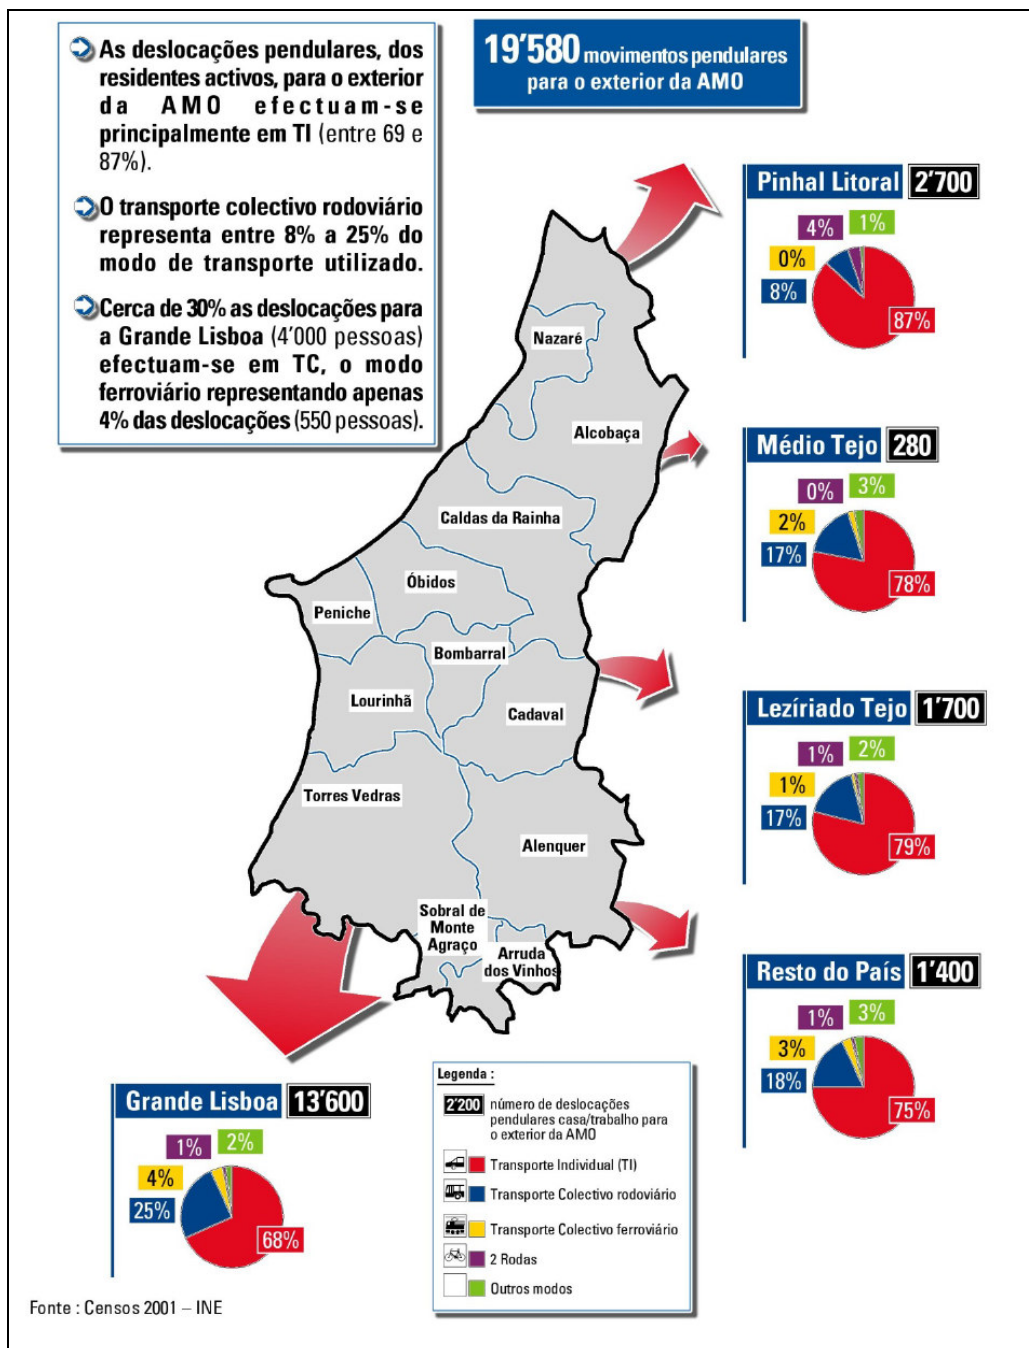 As deslocações pendulares, dos
residentes activos, para o exterior
da AMO efectuam-se
principalmente em TI (entre 69 e
87%).
O transporte colectivo rodoviário
representa entre 8% a 25% do
modo de transporte utilizado.
Cerca de 30% as deslocações para
a Grande Lisboa (4'000 pessoas)
efectuam-se em TC, o modo
ferroviário representando apenas
4% das deslocações (550 pessoas).
19'580 movimentos pendulares
para o exterior da AMO
Pinhal Litoral 2'700
4% 1%
0%
8%
87%
Nazaré
Alcobaça
Médio Tejo 280
0% 3%
2%
17%
78%
Caldas da Rainha
Óbidos
Peniche
Bombarral
Lourinhã
Cadaval
Lezíriado Tejo 1'700
1% 2%
1%
17%
79%
Torres Vedras
Alenquer
Sobral de
Monte
Agraço
Arruda
dos Vinhos
Resto do País 1'400
1% 3%
3%
18%
75%
Grande Lisboa 13'600
1% 2%
4%
25%
68%
Legenda :
2'200 número de deslocações
pendulares casa/trabalho para
o exterior da AMO
Transporte Individual (TI)
Transporte Colectivo rodoviário
Transporte Colectivo ferroviário
2 Rodas
Outros modos
Fonte : Censos 2001 – INE